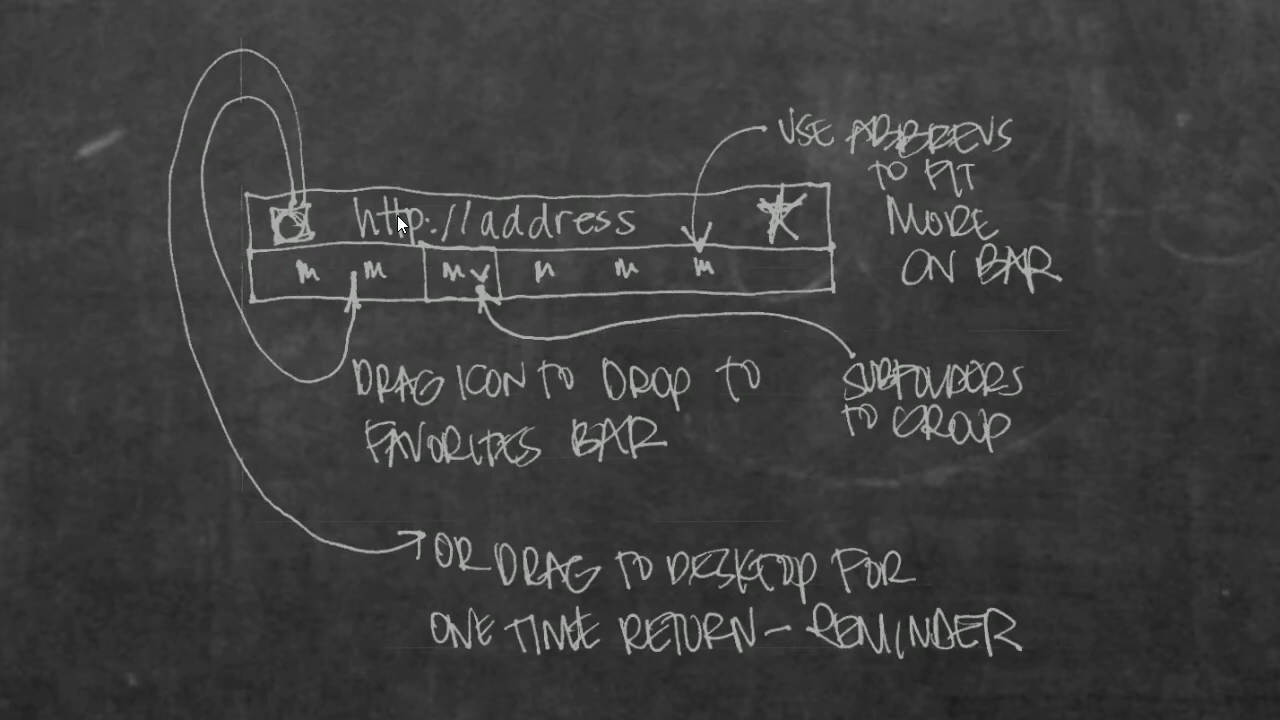 USE ABBREVS
TO FIT
MORE
ON BAR
http://address
m m m v m m m
DRAG ICON TO DROP TO
FAVORITES BAR
SUBFOLDERS
TO GROUP
OR DRAG TO DESKTOP FOR
ONE TIME RETURN - REMINDER